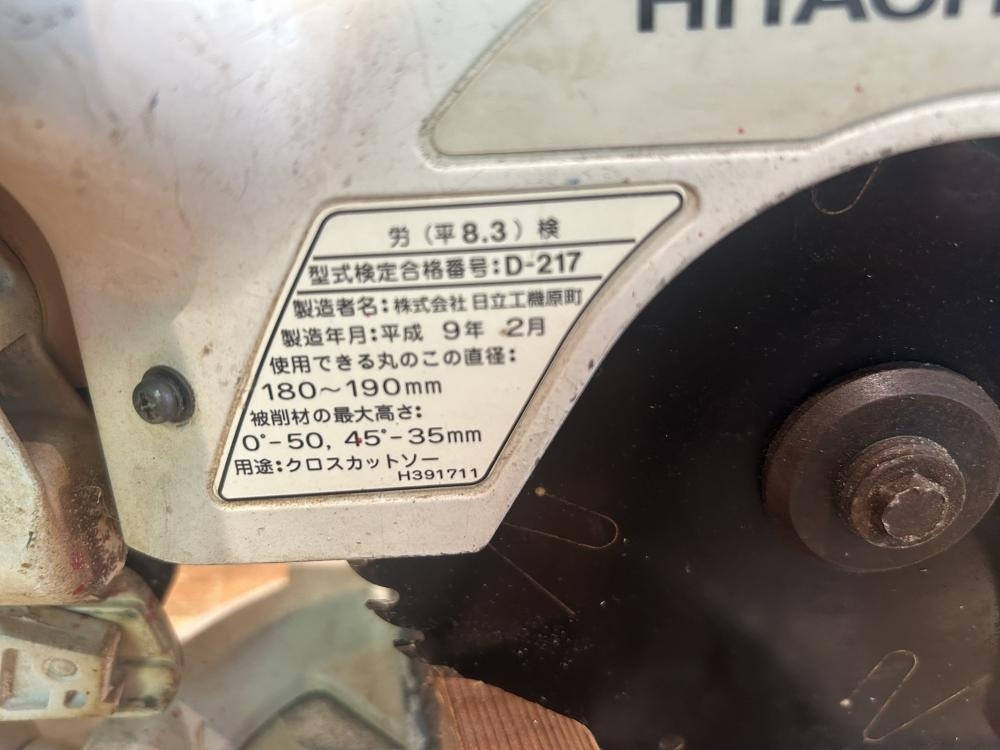 HITACHI
労（平8.3）検
型式検定合格番号：D-217
製造者名：株式会社 日立工機原町
製造年月：平成 9年 2月
使用できる丸のこの直径：
180～190mm
被削材の最大高さ：
0°-50, 45°-35mm
用途：クロスカットソー
H391711